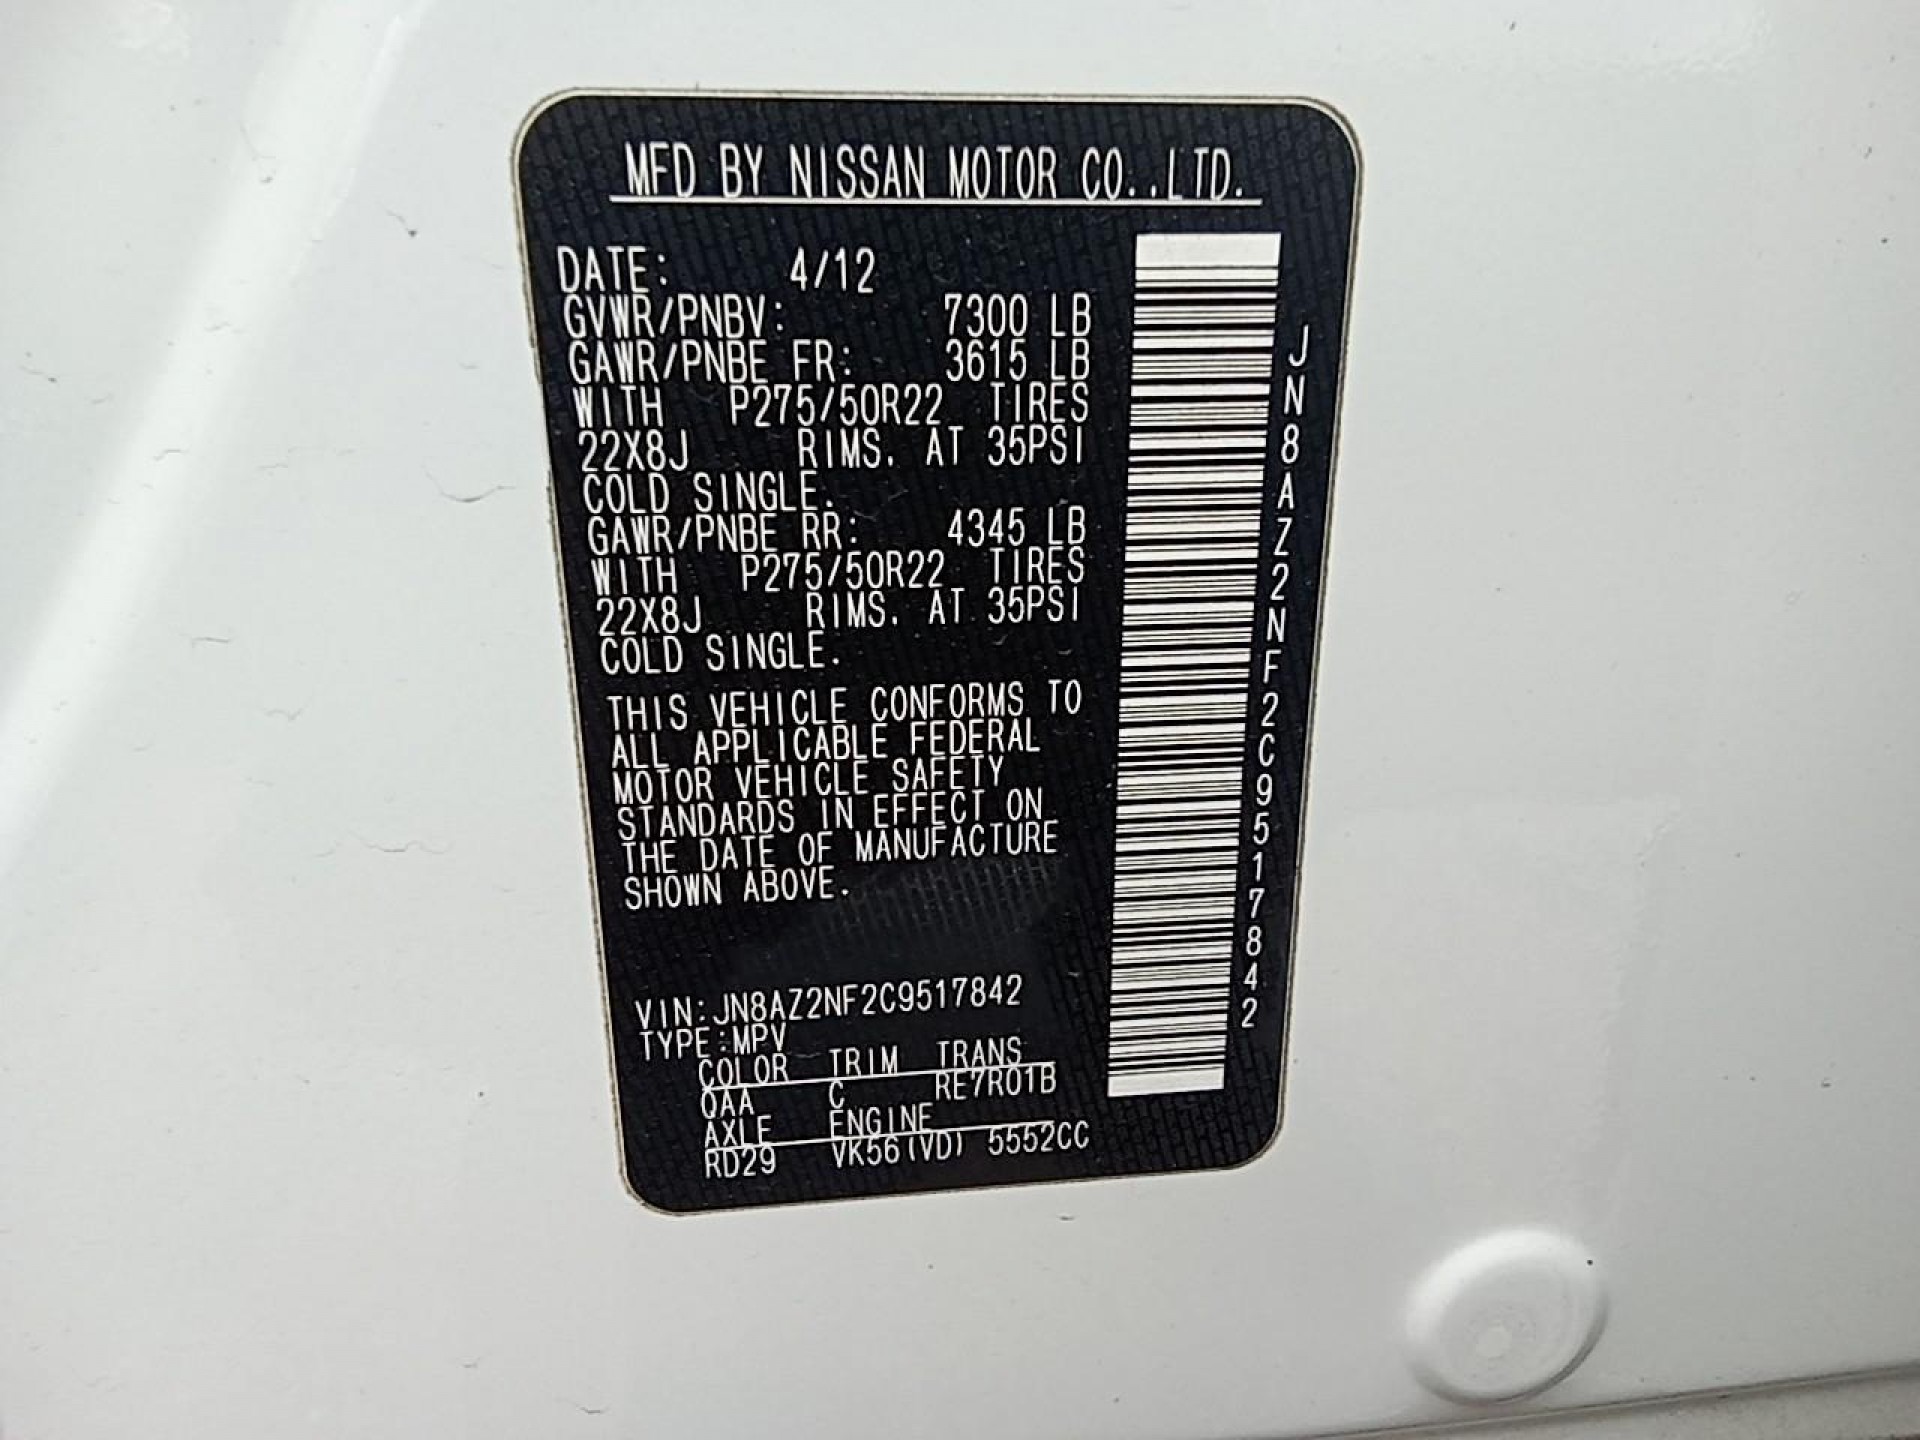 MFD BY NISSAN MOTOR CO.,LTD.
DATE: 4/12
GVWR/PNBV: 7300 LB
GAWR/PNBE FR: 3615 LB
WITH P275/50R22 TIRES
22X8J RIMS. AT 35PSI
COLD SINGLE.
GAWR/PNBE RR: 4345 LB
WITH P275/50R22 TIRES
22X8J RIMS. AT 35PSI
COLD SINGLE.
THIS VEHICLE CONFORMS TO
ALL APPLICABLE FEDERAL
MOTOR VEHICLE SAFETY
STANDARDS IN EFFECT ON
THE DATE OF MANUFACTURE
SHOWN ABOVE.
VIN:JN8AZ2NF2C9517842
TYPE:MPV
COLOR TRIM TRANS
QAA C RE7R01B
AXLE ENGINE
RD29 VK56(VD) 5552CC
JN8AZ2NF2C9517842